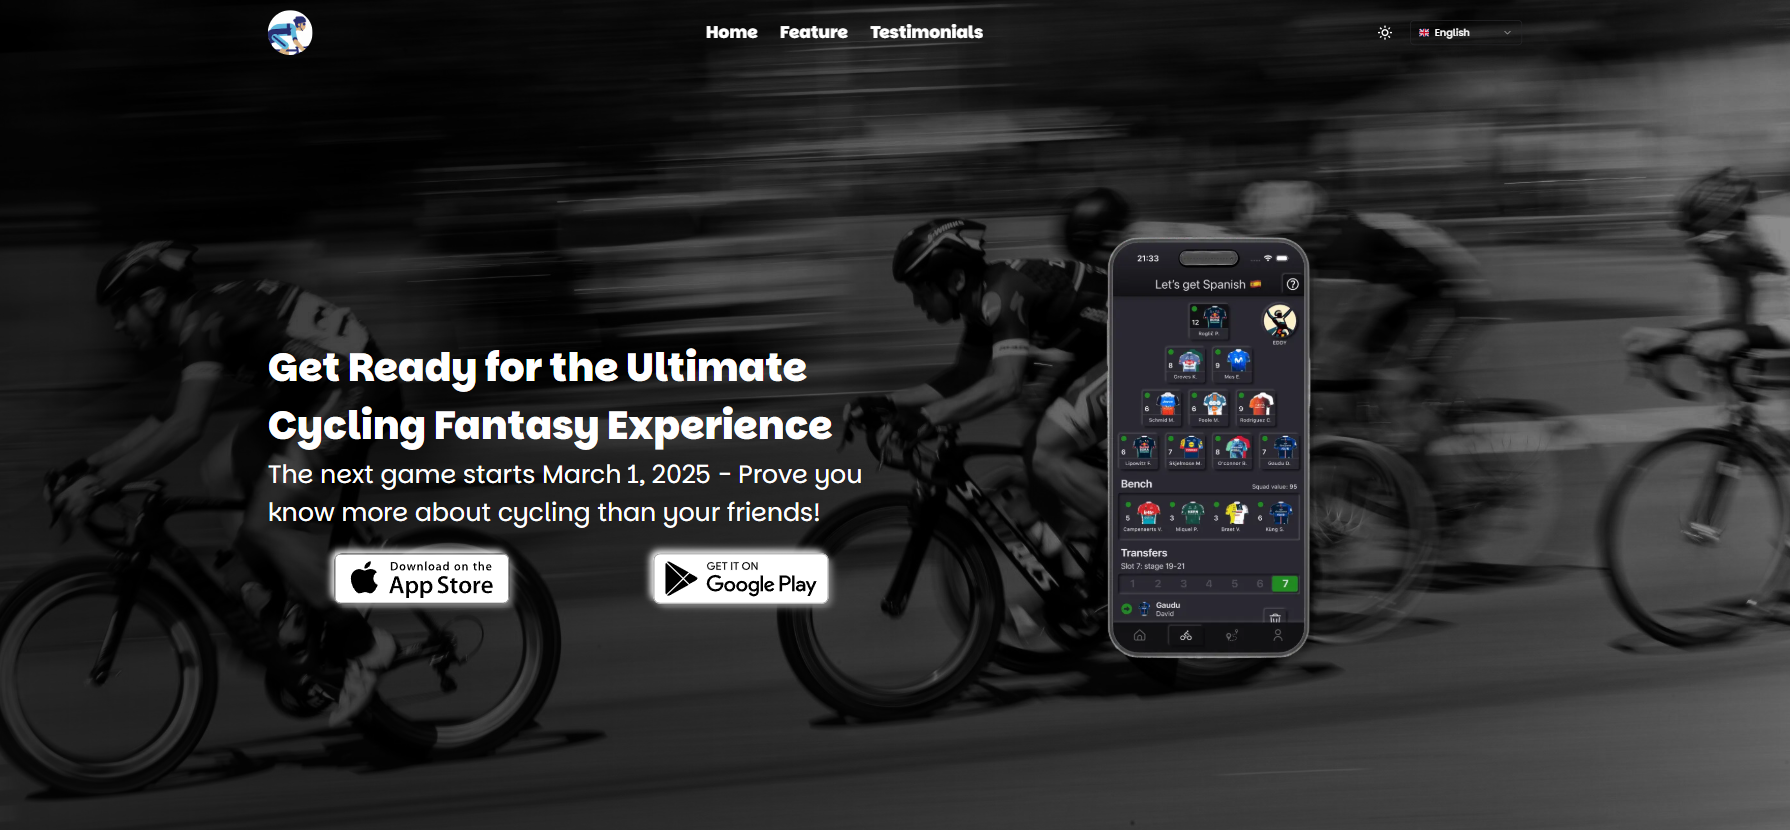 Home Feature Testimonials English
Get Ready for the Ultimate
Cycling Fantasy Experience
The next game starts March 1, 2025 - Prove you
know more about cycling than your friends!
Download on the
App Store
GET IT ON
Google Play
21:33
Let's get Spanish
12
Roglič P.
EDDY
8 9
Groves K. Mas E.
6 6 9
Schmid M. Poole M. Rodriguez C.
6 7 8 7
Lipowitz F. Skjelmose M. O'connor B. Gaudu D.
Bench Squad value: 95
5 3 3 6
Campenaerts V. Miquel P. Braet V. Küng S.
Transfers
Slot 7: stage 19-21
1 2 3 4 5 6 7
Gaudu
David